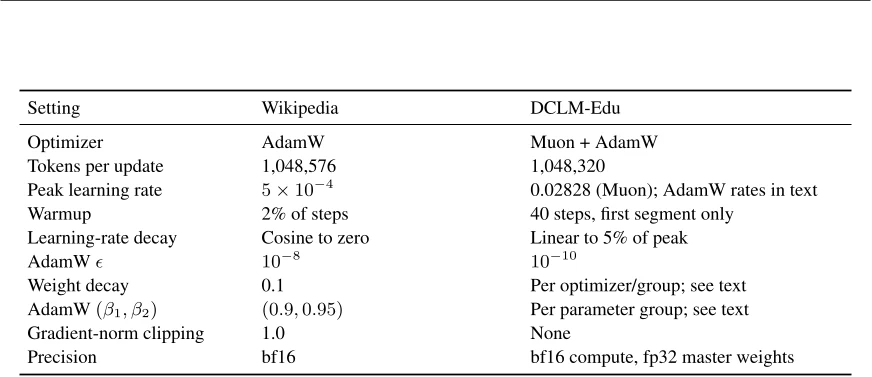 Setting Wikipedia DCLM-Edu
Optimizer AdamW Muon + AdamW
Tokens per update 1,048,576 1,048,320
Peak learning rate 5 × 10⁻⁴ 0.02828 (Muon); AdamW rates in text
Warmup 2% of steps 40 steps, first segment only
Learning-rate decay Cosine to zero Linear to 5% of peak
AdamW ϵ 10⁻⁸ 10⁻¹⁰
Weight decay 0.1 Per optimizer/group; see text
AdamW (β₁, β₂) (0.9, 0.95) Per parameter group; see text
Gradient-norm clipping 1.0 None
Precision bf16 bf16 compute, fp32 master weights